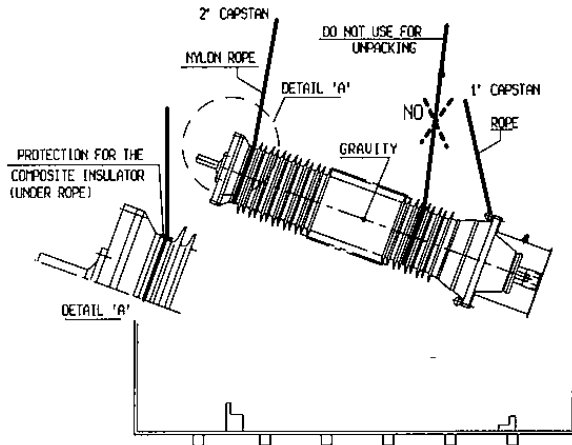 2° CAPSTAN
DO NOT USE FOR
UNPACKING
NYLON ROPE
DETAIL 'A'
1° CAPSTAN
NO
ROPE
PROTECTION FOR THE
COMPOSITE INSULATOR
(UNDER ROPE)
GRAVITY
DETAIL 'A'